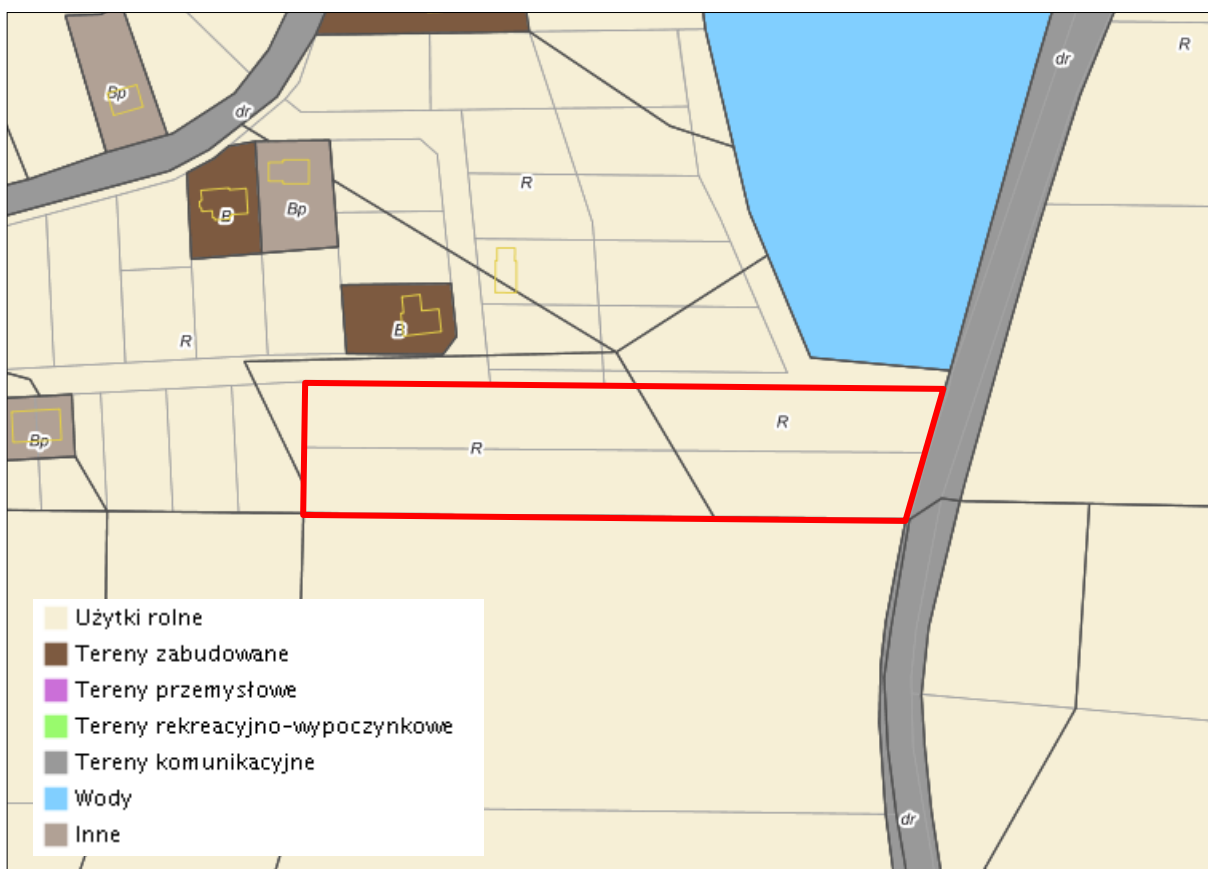 R
dr
Bp
dr
R
B
Bp
R
B
R
R
Bp
R
Użytki rolne
Tereny zabudowane
Tereny przemysłowe
Tereny rekreacyjno-wypoczynkowe
Tereny komunikacyjne
Wody
Inne
dr